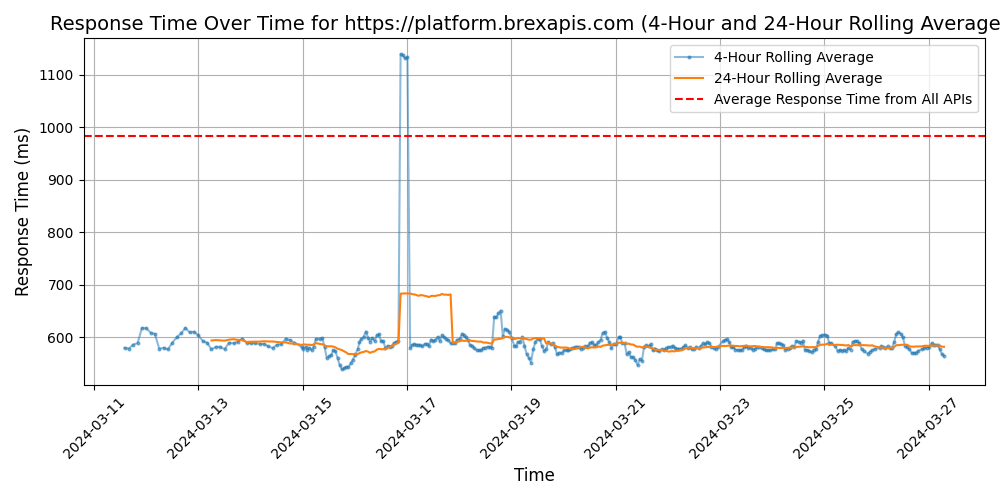 Response Time Over Time for https://platform.brexapis.com (4-Hour and 24-Hour Rolling Average
4-Hour Rolling Average
24-Hour Rolling Average
Average Response Time from All APIs
Response Time (ms)
1100
1000
900
800
700
600
2024-03-11
2024-03-13
2024-03-15
2024-03-17
2024-03-19
2024-03-21
2024-03-23
2024-03-25
2024-03-27
Time